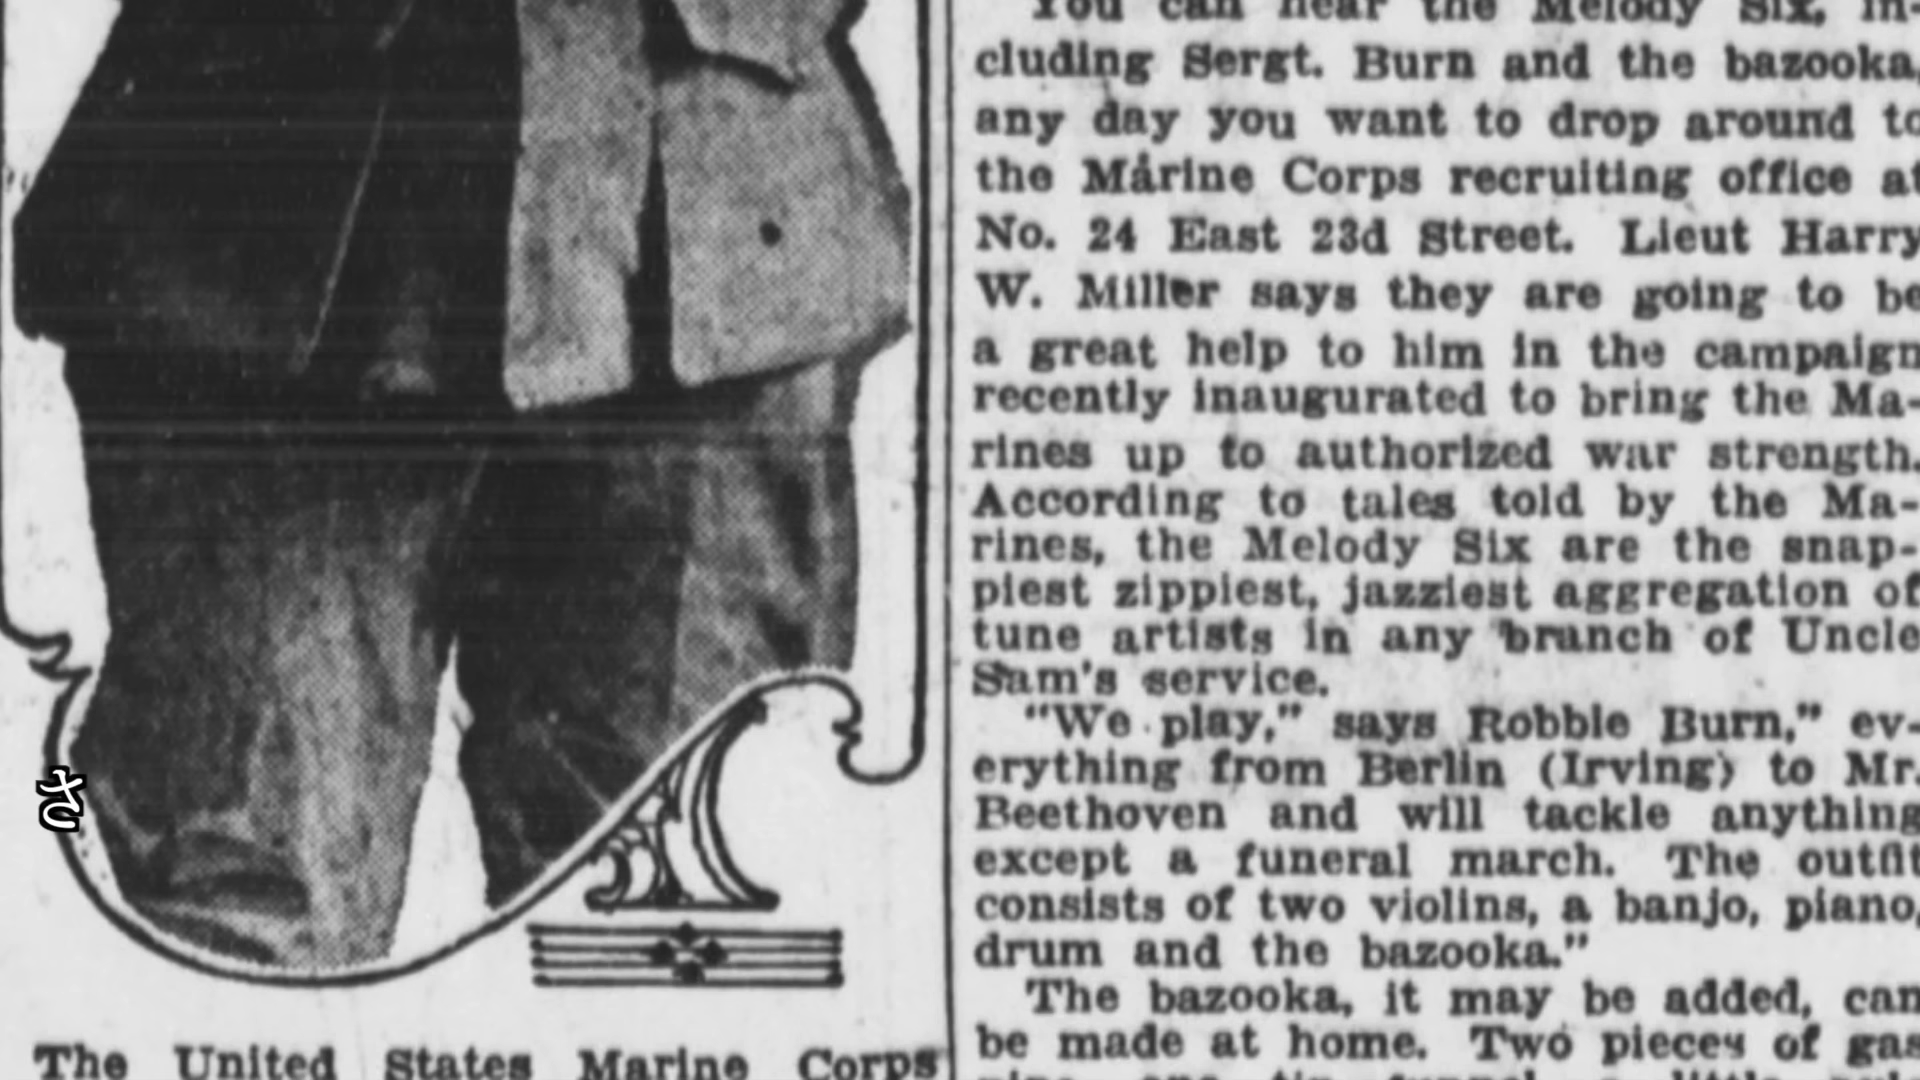 You can hear the Melody Six, in-
cluding Sergt. Burn and the bazooka,
any day you want to drop around to
the Marine Corps recruiting office at
No. 24 East 23d Street. Lieut Harry
W. Miller says they are going to be
a great help to him in the campaign
recently inaugurated to bring the Ma-
rines up to authorized war strength.
According to tales told by the Ma-
rines, the Melody Six are the snap-
piest zippiest, jazziest aggregation of
tune artists in any branch of Uncle
Sam's service.
"We play," says Robbie Burn," ev-
erything from Berlin (Irving) to Mr.
Beethoven and will tackle anything
except a funeral march. The outfit
consists of two violins, a banjo, piano,
drum and the bazooka."
The bazooka, it may be added, can
be made at home. Two pieces of gas
The United States Marine Corps
さ